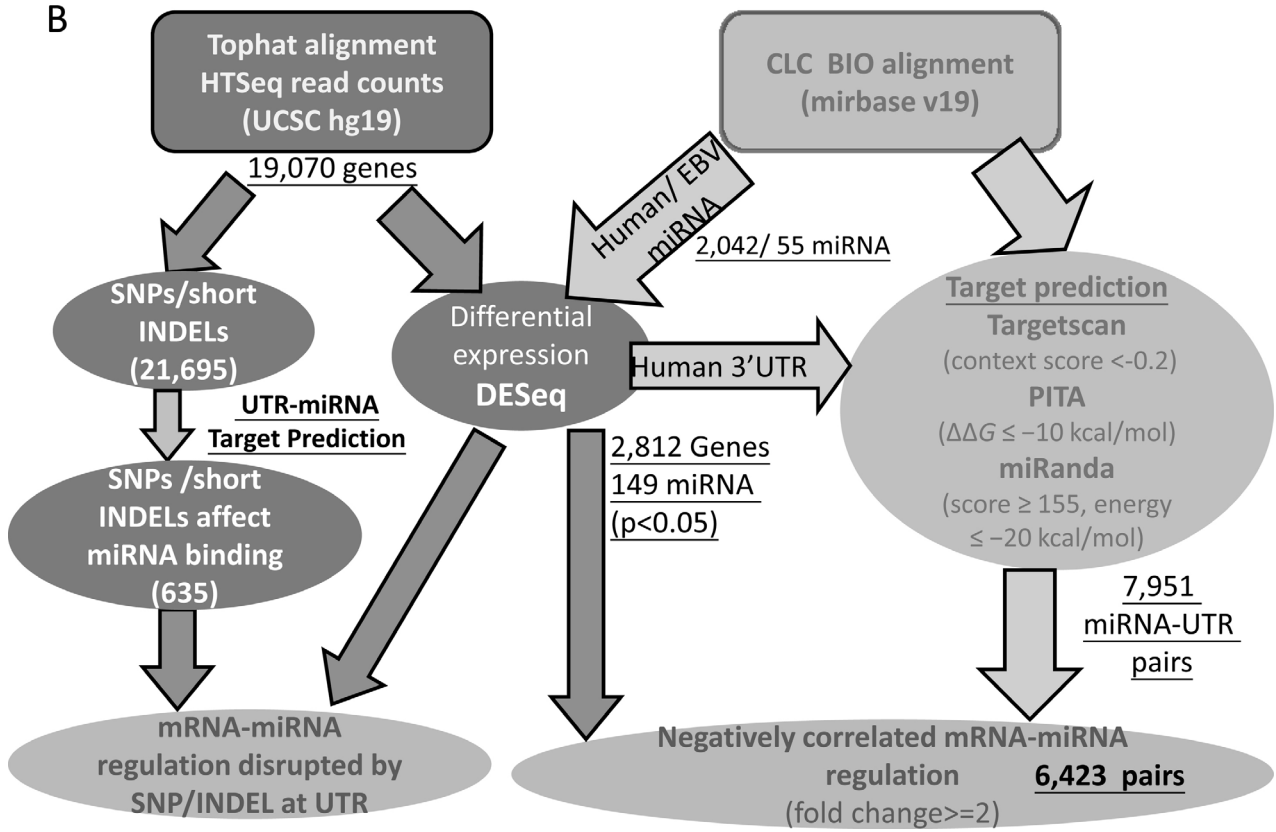 B
Tophat alignment
HTSeq read counts
(UCSC hg19)
CLC BIO alignment
(mirbase v19)
19,070 genes
Human/ EBV
miRNA
2,042/ 55 miRNA
SNPs/short
INDELs
(21,695)
Differential
expression
DESeq
Human 3’UTR
Target prediction
Targetscan
(context score <-0.2)
PITA
(ΔΔG ≤ −10 kcal/mol)
miRanda
(score ≥ 155, energy
≤ −20 kcal/mol)
UTR-miRNA
Target Prediction
SNPs /short
INDELs affect
miRNA binding
(635)
2,812 Genes
149 miRNA
(p<0.05)
7,951
miRNA-UTR
pairs
mRNA-miRNA
regulation disrupted by
SNP/INDEL at UTR
Negatively correlated mRNA-miRNA
regulation 6,423 pairs
(fold change>=2)